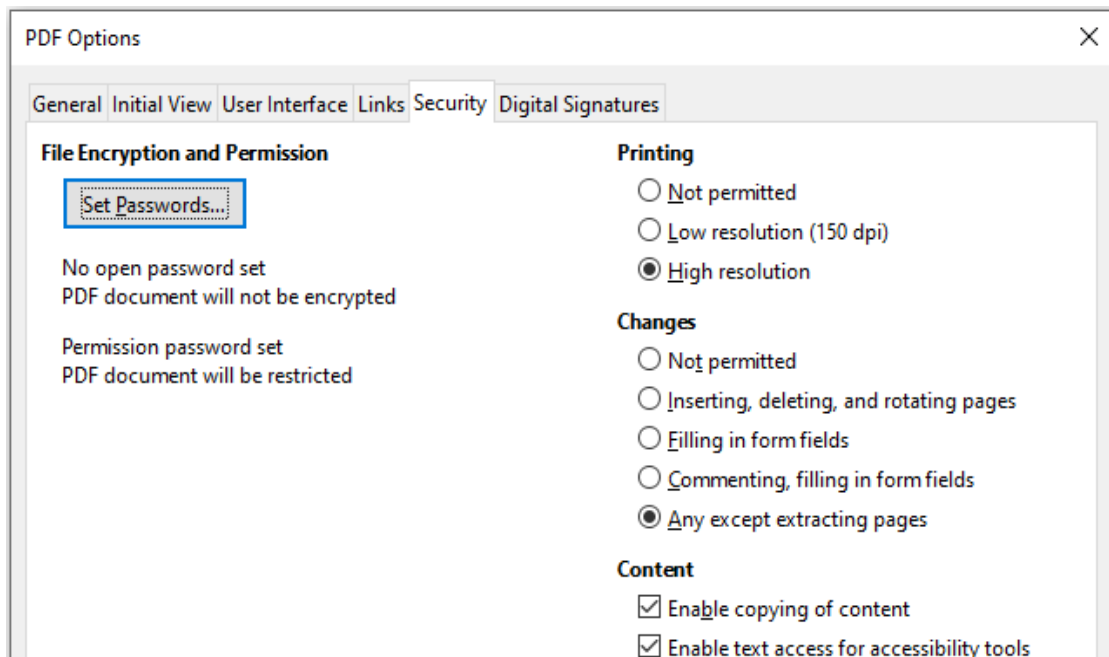 PDF Options
General Initial View User Interface Links Security Digital Signatures
File Encryption and Permission
Set Passwords...
No open password set
PDF document will not be encrypted
Permission password set
PDF document will be restricted
Printing
Not permitted
Low resolution (150 dpi)
High resolution
Changes
Not permitted
Inserting, deleting, and rotating pages
Filling in form fields
Commenting, filling in form fields
Any except extracting pages
Content
Enable copying of content
Enable text access for accessibility tools